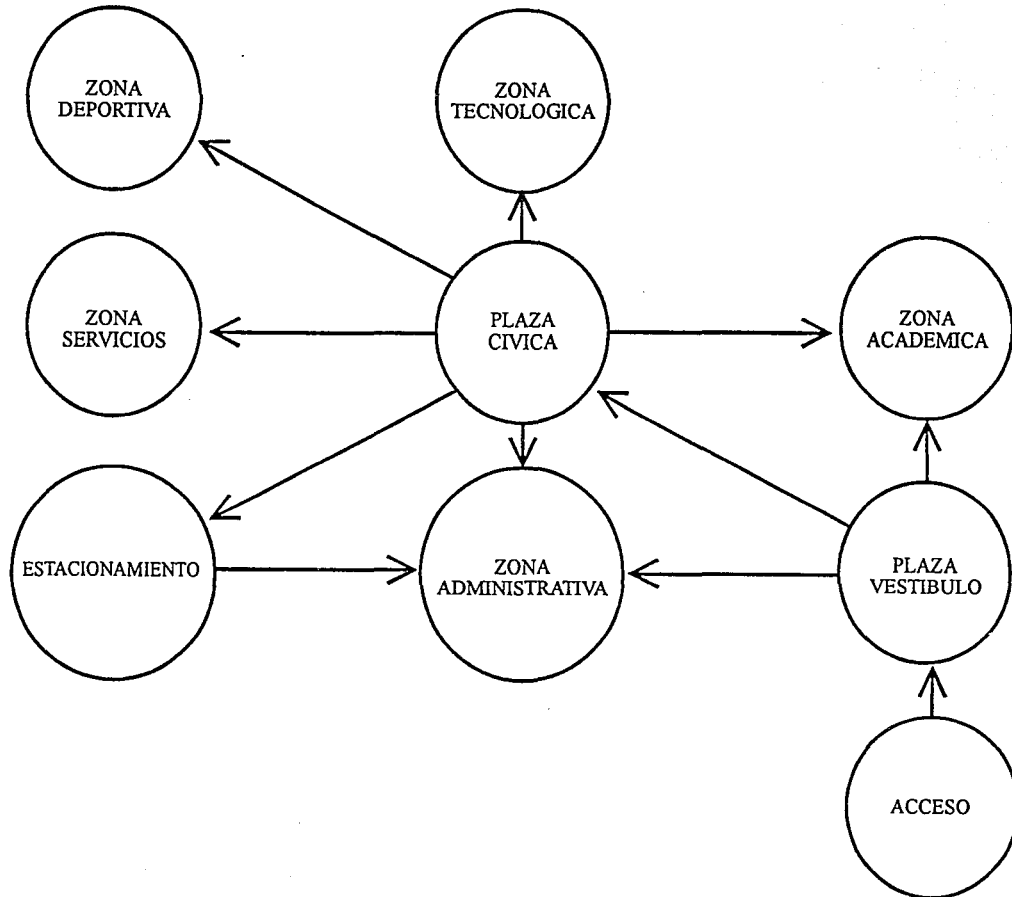 ZONA
DEPORTIVA
ZONA
TECNOLOGICA
ZONA
SERVICIOS
PLAZA
CIVICA
ZONA
ACADEMICA
ESTACIONAMIENTO
ZONA
ADMINISTRATIVA
PLAZA
VESTIBULO
ACCESO